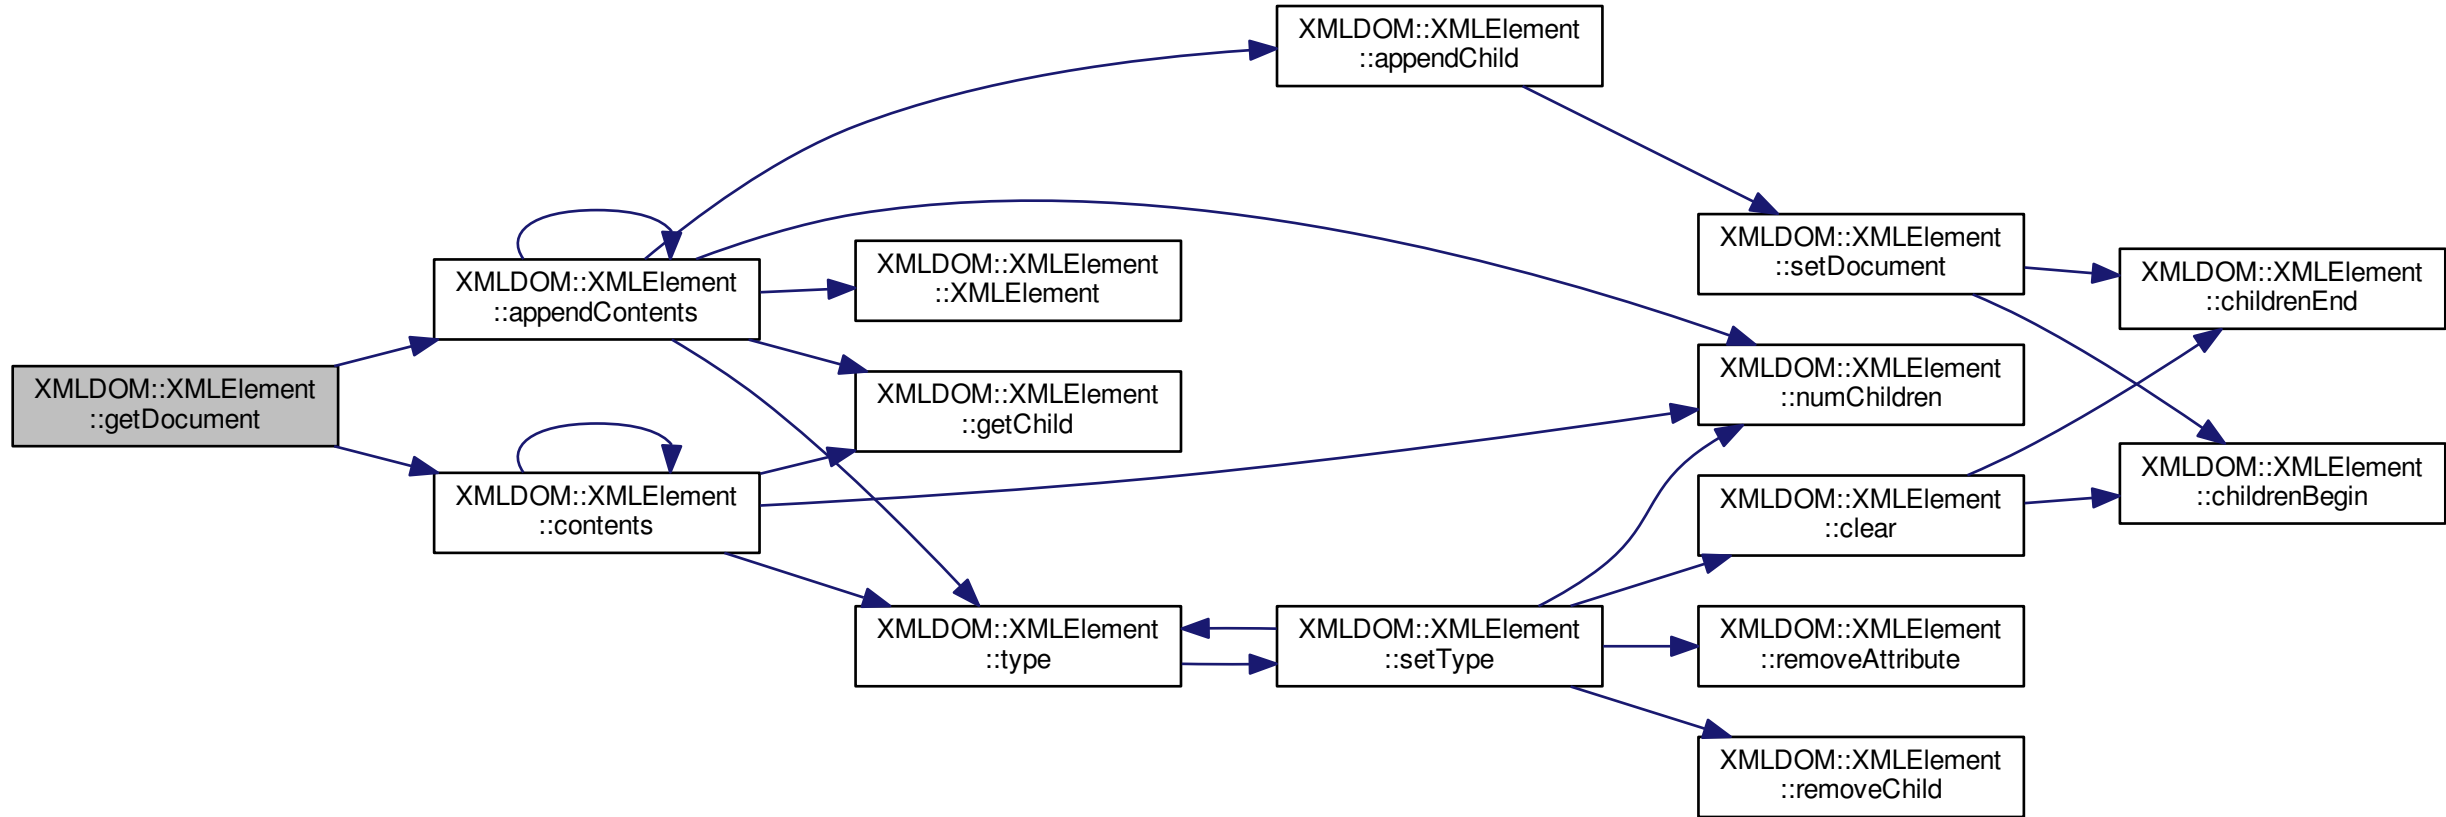 XMLDOM::XMLElement
::getDocument
XMLDOM::XMLElement
::appendContents
XMLDOM::XMLElement
::contents
XMLDOM::XMLElement
::XMLElement
XMLDOM::XMLElement
::getChild
XMLDOM::XMLElement
::type
XMLDOM::XMLElement
::appendChild
XMLDOM::XMLElement
::setType
XMLDOM::XMLElement
::setDocument
XMLDOM::XMLElement
::numChildren
XMLDOM::XMLElement
::clear
XMLDOM::XMLElement
::removeAttribute
XMLDOM::XMLElement
::removeChild
XMLDOM::XMLElement
::childrenEnd
XMLDOM::XMLElement
::childrenBegin